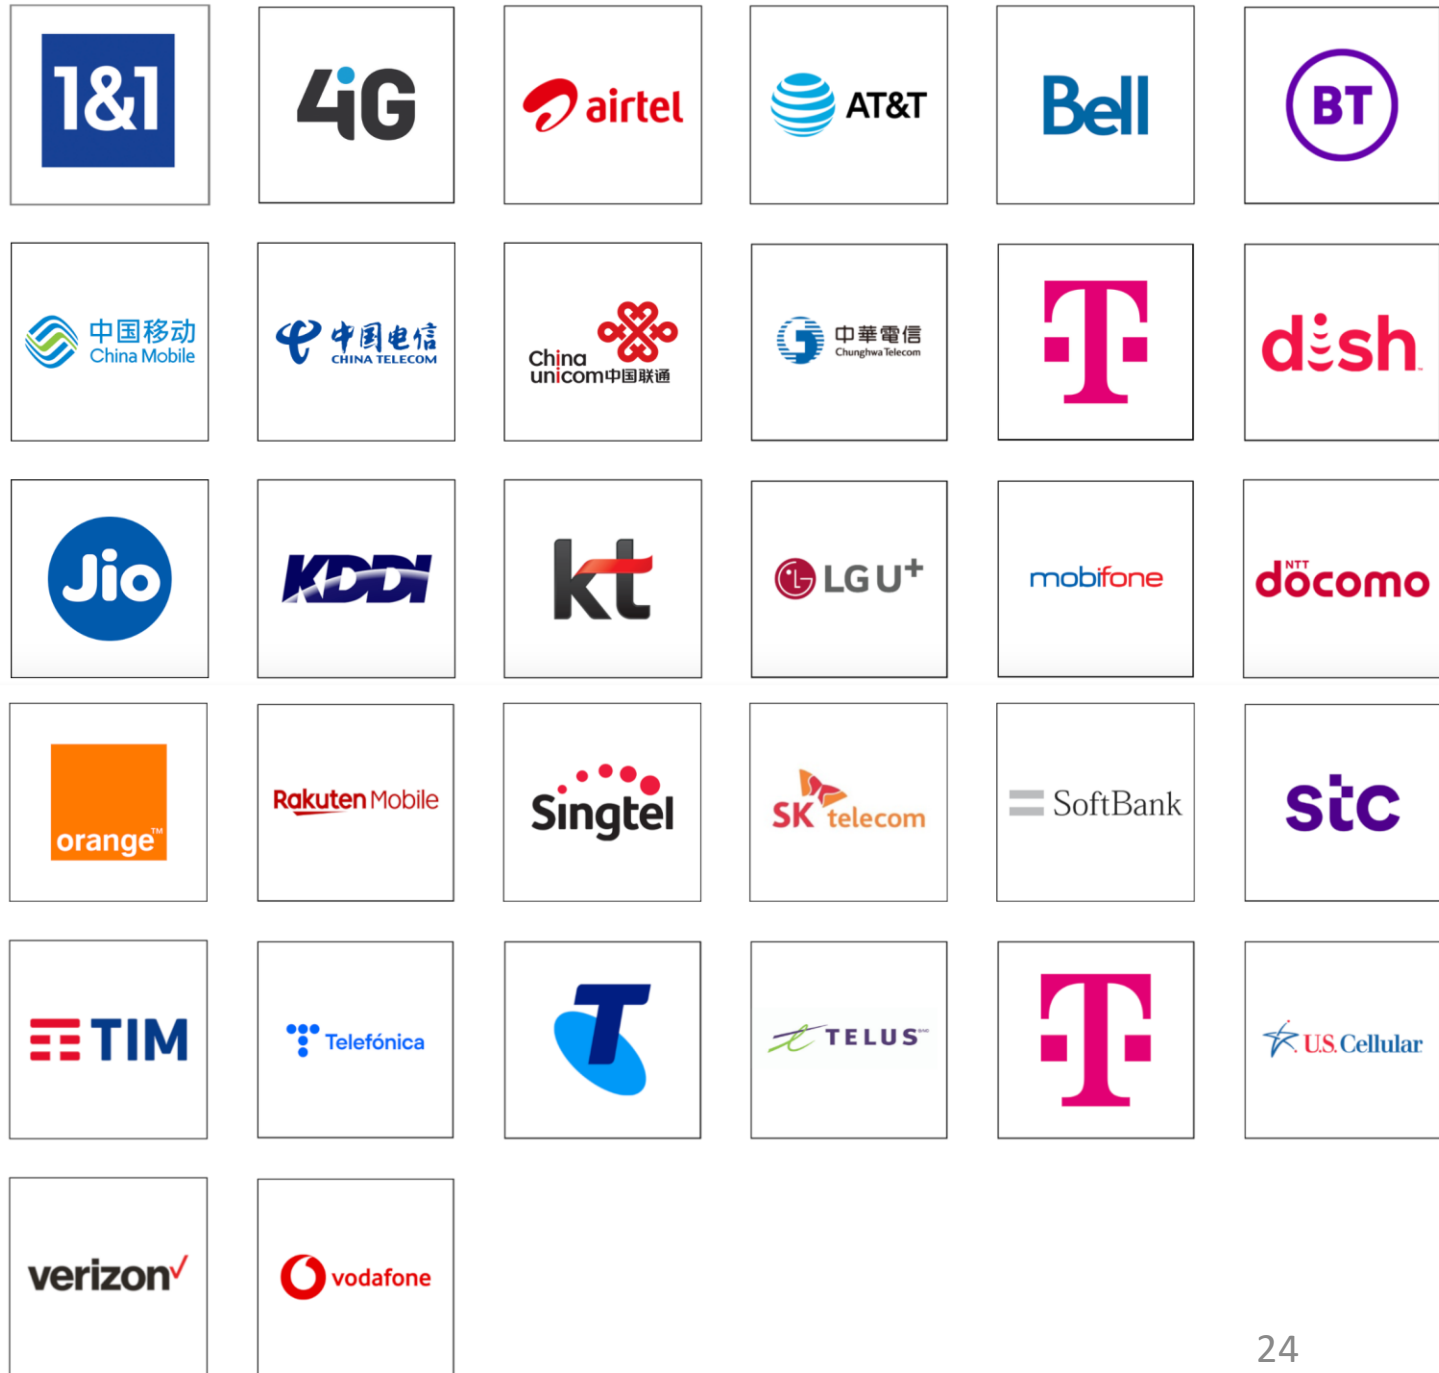 1&1
4iG
airtel
AT&T
Bell
BT
中国移动
China Mobile
中国电信
CHINA TELECOM
China
unicom中国联通
中華電信
Chunghwa Telecom
T
dish
Jio
KDDI
kt
LG U+
mobifone
NTT
docomo
orange™
Rakuten Mobile
Singtel
SK telecom
SoftBank
stc
TIM
Telefónica
T
TELUS
T
U.S. Cellular
verizon
vodafone
24